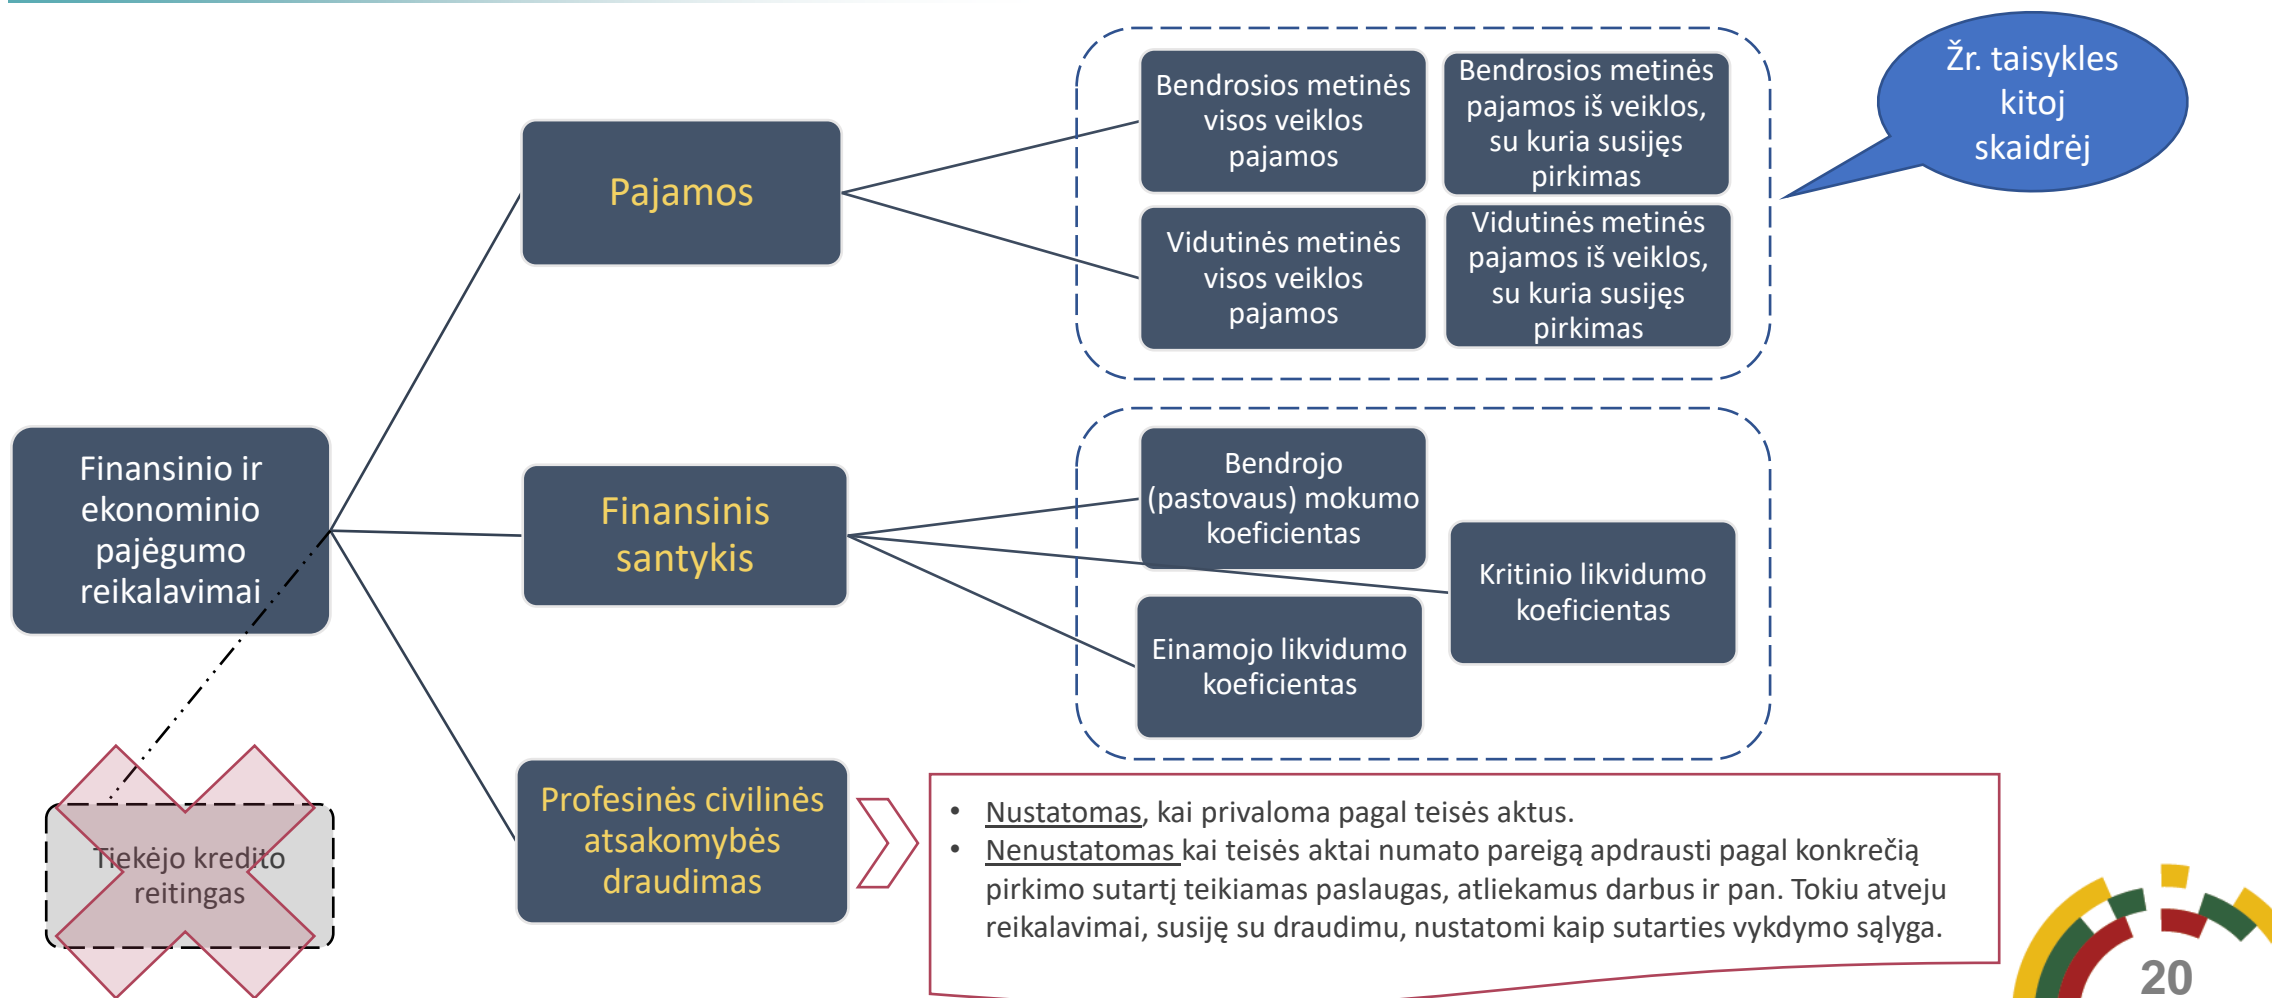 Finansinio ir
ekonominio
pajėgumo
reikalavimai
Tiekėjo kredito
reitingas
Pajamos
Bendrosios metinės
visos veiklos
pajamos
Bendrosios metinės
pajamos iš veiklos,
su kuria susijęs
pirkimas
Vidutinės metinės
visos veiklos
pajamos
Vidutinės metinės
pajamos iš veiklos,
su kuria susijęs
pirkimas
Žr. taisykles
kitoj
skaidrėj
Finansinis
santykis
Bendrojo
(pastovaus) mokumo
koeficientas
Kritinio likvidumo
koeficientas
Einamojo likvidumo
koeficientas
Profesinės civilinės
atsakomybės
draudimas
• Nustatomas, kai privaloma pagal teisės aktus.
• Nenustatomas kai teisės aktai numato pareigą apdrausti pagal konkrečią
pirkimo sutartį teikiamas paslaugas, atliekamus darbus ir pan. Tokiu atveju
reikalavimai, susiję su draudimu, nustatomi kaip sutarties vykdymo sąlyga.
20